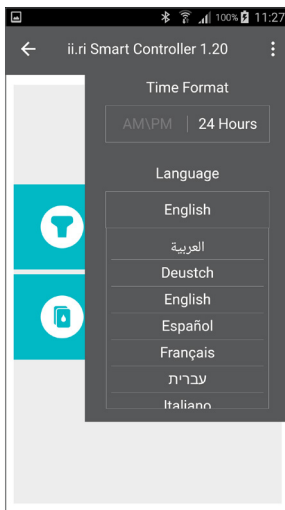 100% 11:27
ii.ri Smart Controller 1.20
Time Format
AM\PM | 24 Hours
Language
English
العربية
Deustch
English
Español
Français
עברית
Italiano